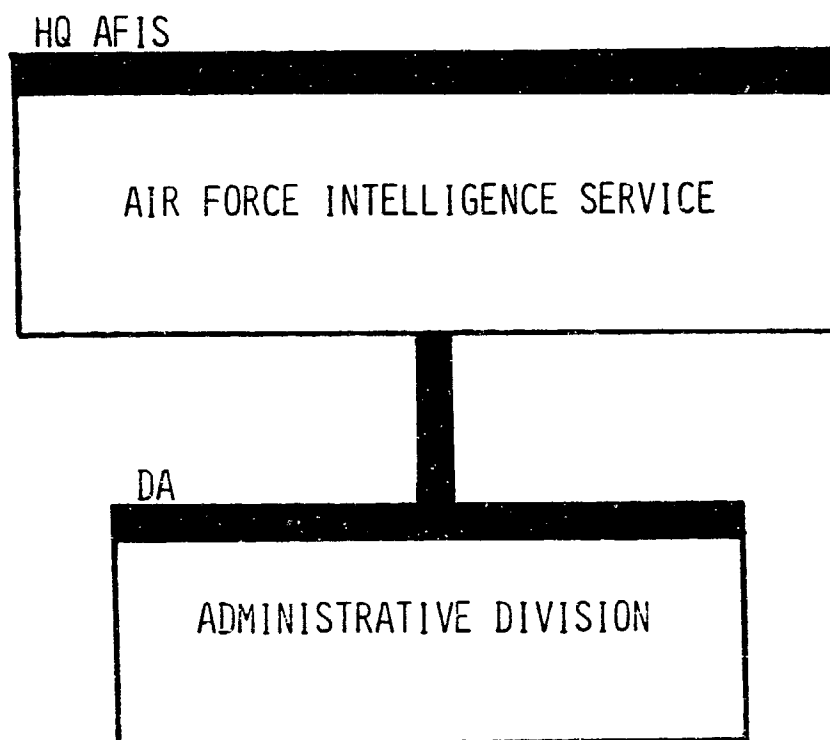 HQ AFIS
AIR FORCE INTELLIGENCE SERVICE
DA
ADMINISTRATIVE DIVISION